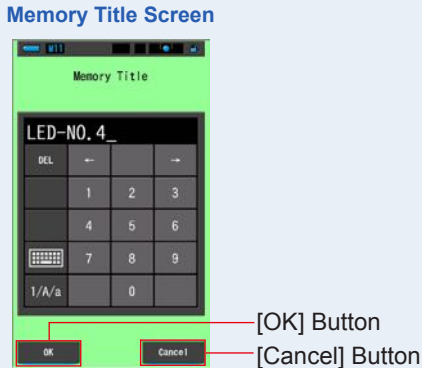 Memory Title Screen
M11
Memory Title
LED-NO. 4_
DEL ← →
1 2 3
4 5 6
7 8 9
1/A/a 0
OK Cancel
[OK] Button
[Cancel] Button